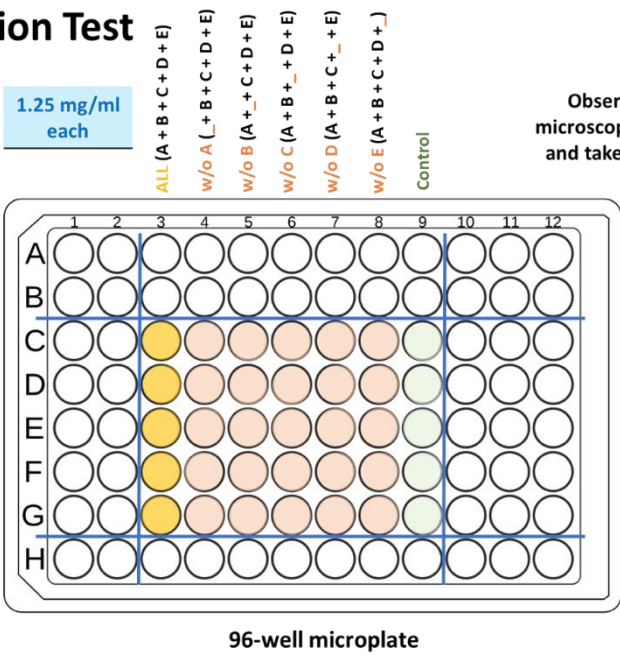 ion Test
1.25 mg/ml
each
ALL (A + B + C + D + E)
w/o A (_ + B + C + D + E)
w/o B (A + _ + C + D + E)
w/o C (A + B + _ + D + E)
w/o D (A + B + C + _ + E)
w/o E (A + B + C + D + _)
Control
Obser
microscop
and take
1 2 3 4 5 6 7 8 9 10 11 12
A
B
C
D
E
F
G
H
96-well microplate